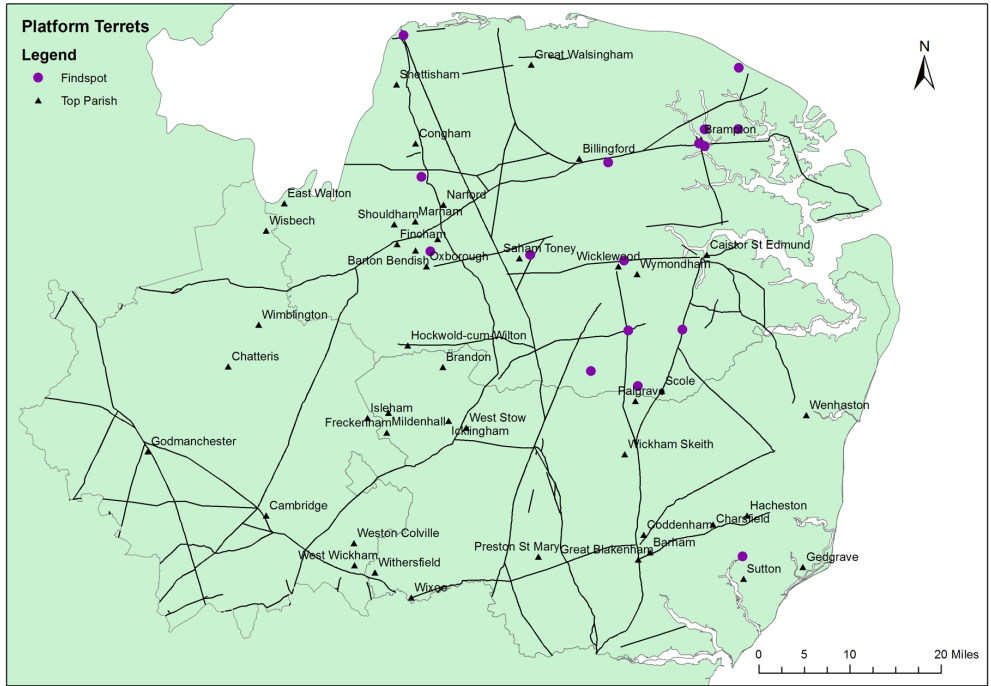 Platform Terrets
Legend
Findspot
Top Parish
N
Great Walsingham
Snettisham
Congham
Brampton
Billingford
East Walton
Narford
Shouldham
Marham
Wisbech
Fincham
Saham Toney
Caistor St Edmund
Barton Bendish
Oxborough
Wicklewood
Wymondham
Wimblington
Hockwold-cum-Wilton
Chatteris
Brandon
Scole
Palgrave
Isleham
Wenhaston
Freckenham
Mildenhall
West Stow
Icklingham
Godmanchester
Wickham Skeith
Cambridge
Hacheston
Coddenham
Charsfield
Weston Colville
Barham
Preston St Mary
Great Blakenham
West Wickham
Withersfield
Gedgrave
Sutton
Wixoe
0 5 10 20 Miles